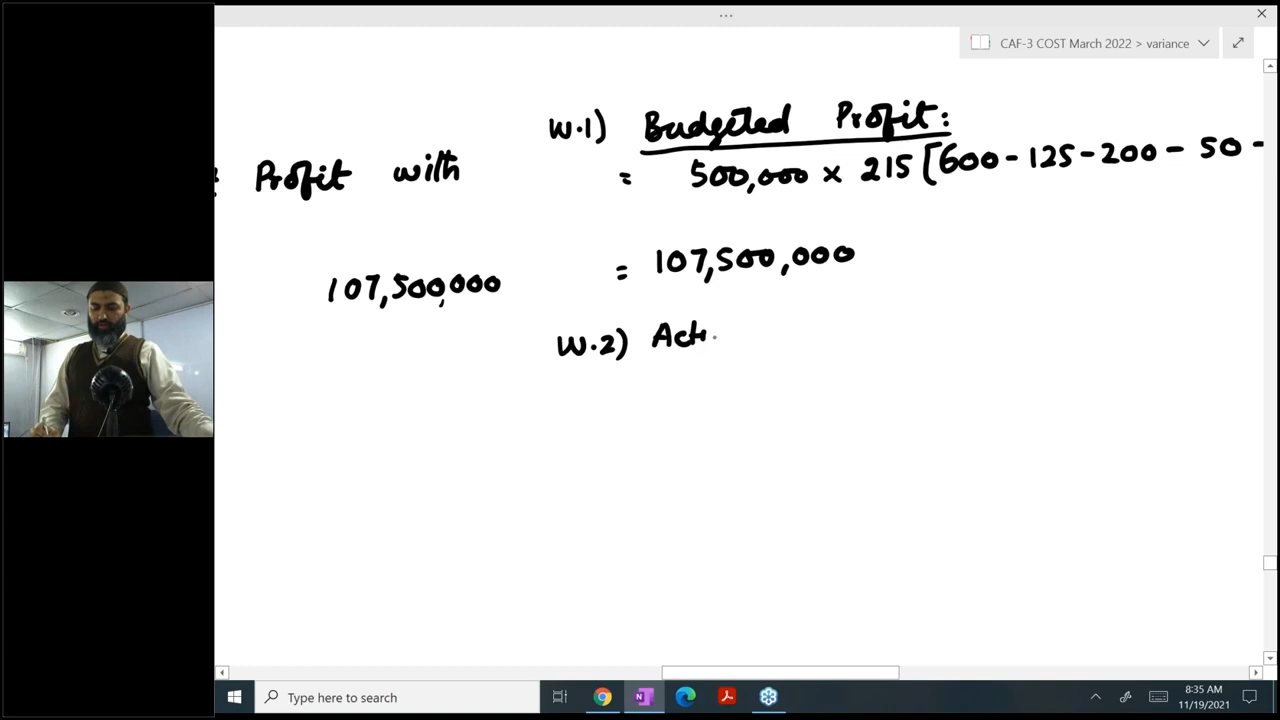 CAF-3 COST March 2022 > variance
W.1) Budgeted Profit:
Profit with
= 500,000 × 215 [600 - 125 - 200 - 50 -
107,500,000
= 107,500,000
W.2) Act
Type here to search
8:35 AM
11/19/2021